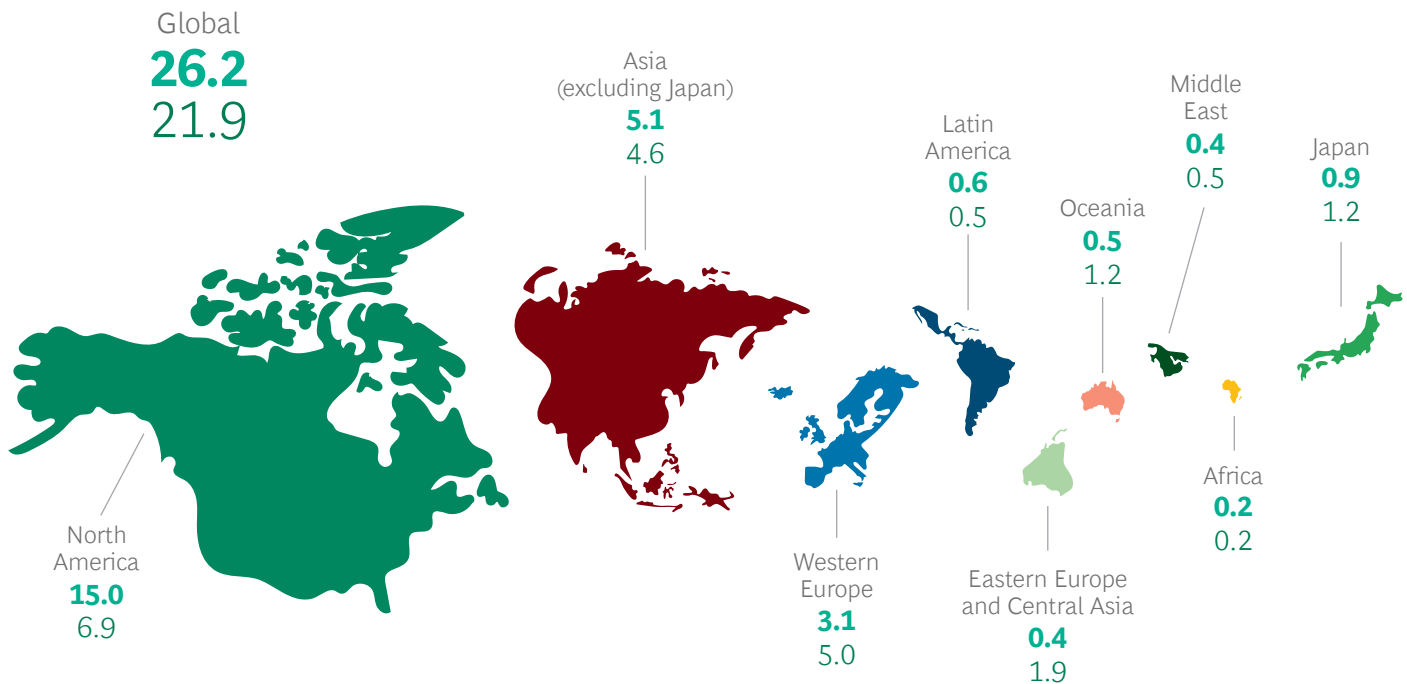 Global
26.2
21.9
Asia
(excluding Japan)
5.1
4.6
Latin
America
0.6
0.5
Oceania
0.5
1.2
Middle
East
0.4
0.5
Japan
0.9
1.2
North
America
15.0
6.9
Western
Europe
3.1
5.0
Eastern Europe
and Central Asia
0.4
1.9
Africa
0.2
0.2